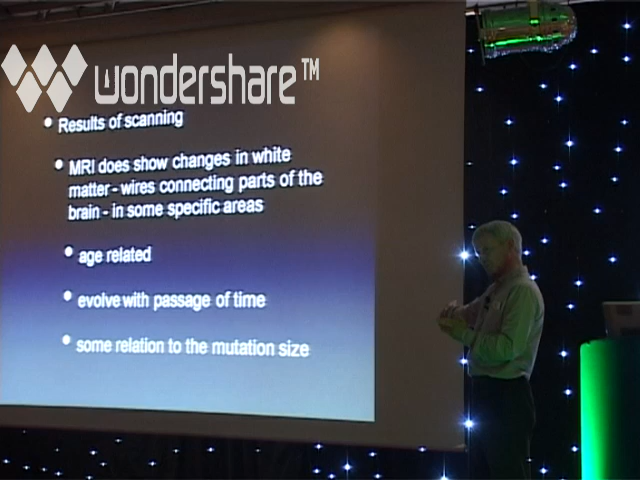 wondershare™
Results of scanning
MRI does show changes in white
matter - wires connecting parts of the
brain - in some specific areas
age related
evolve with passage of time
some relation to the mutation size